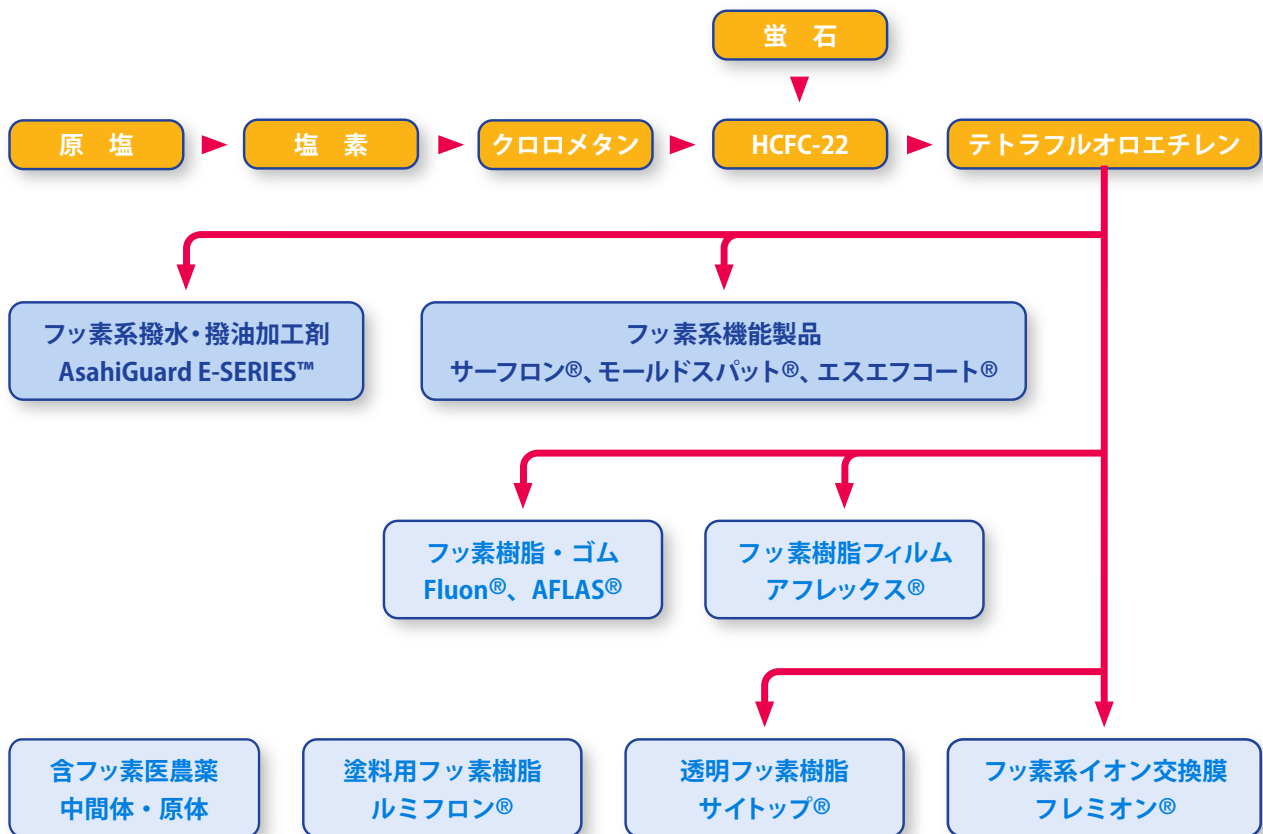 蛍 石
原 塩
塩 素
クロロメタン
HCFC-22
テトラフルオロエチレン
フッ素系撥水・撥油加工剤
AsahiGuard E-SERIES™
フッ素系機能製品
サーフロン®、モールドスパット®、エスエフコート®
フッ素樹脂・ゴム
Fluon®、AFLAS®
フッ素樹脂フィルム
アフレックス®
含フッ素医農薬
中間体・原体
塗料用フッ素樹脂
ルミフロン®
透明フッ素樹脂
サイトップ®
フッ素系イオン交換膜
フレミオン®